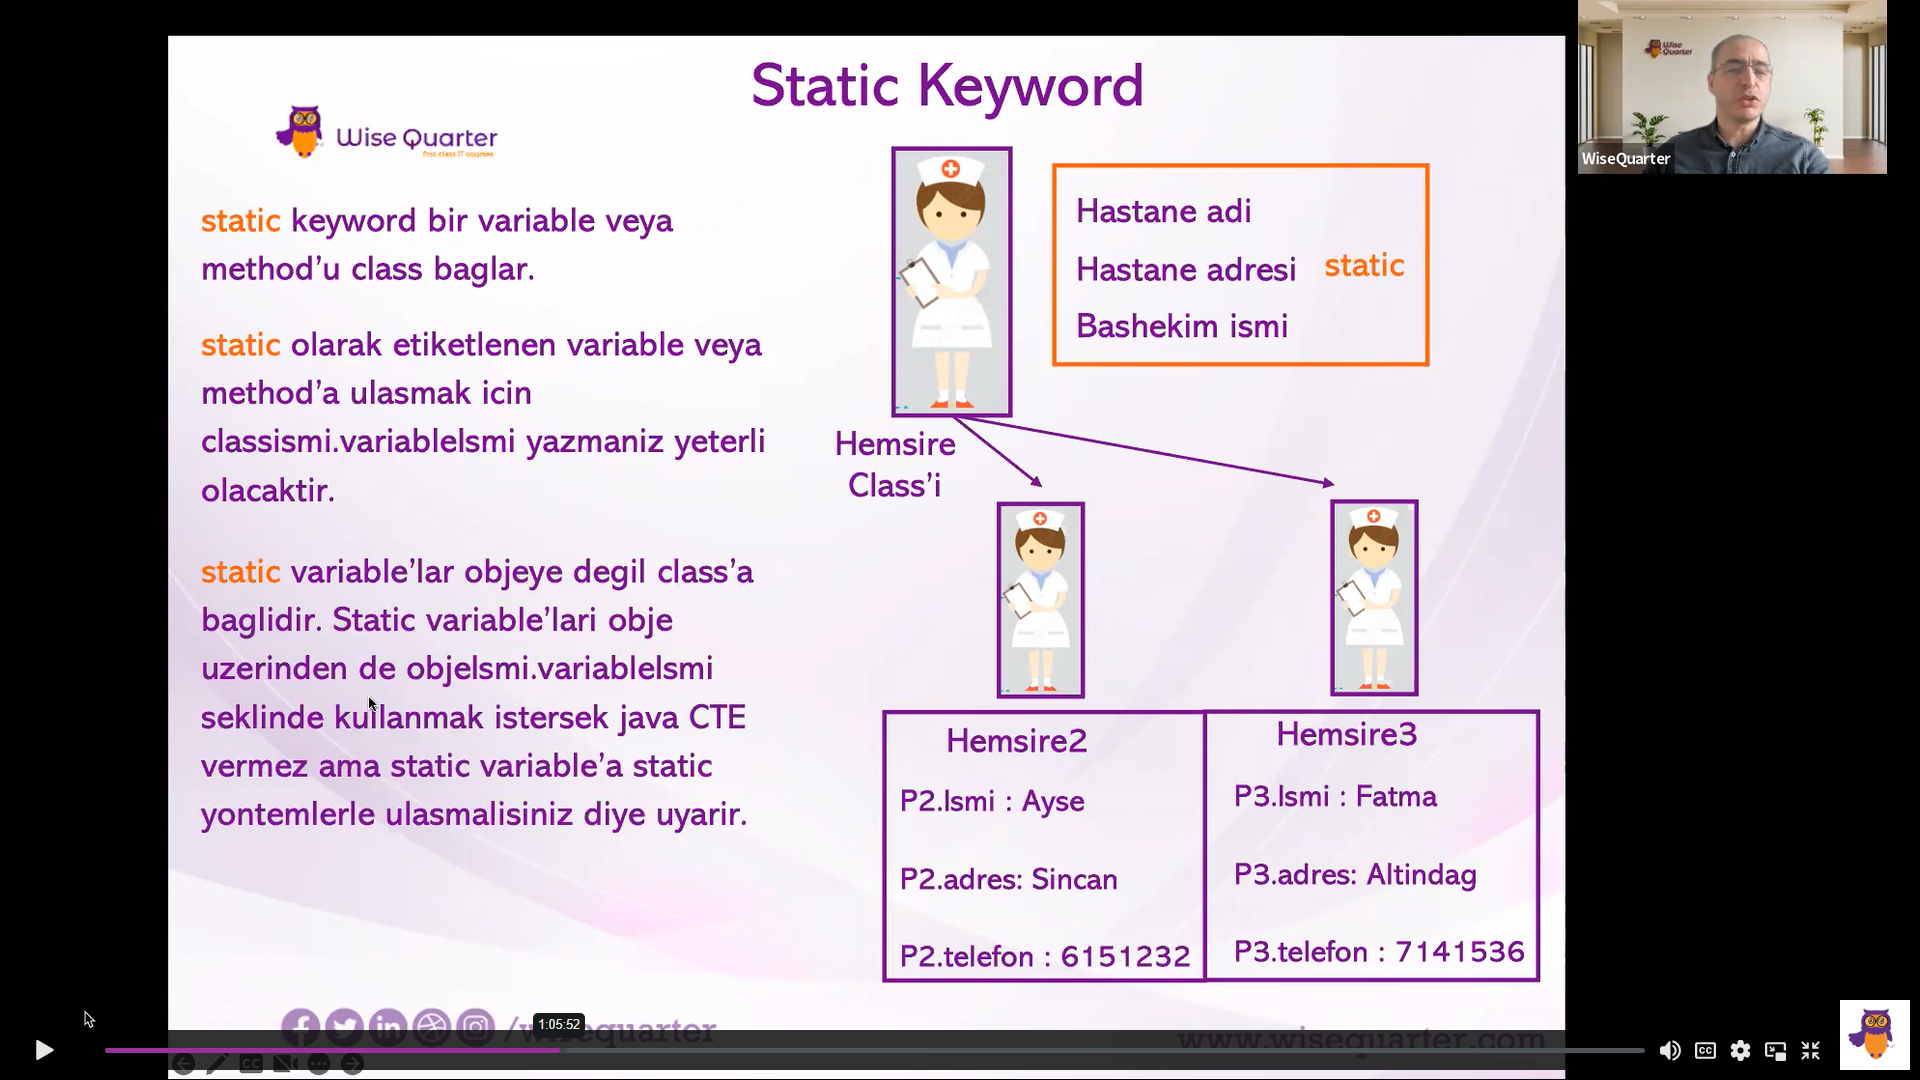 Static Keyword
Wise Quarter
first class IT courses
static keyword bir variable veya
method'u class baglar.
static olarak etiketlenen variable veya
method'a ulasmak icin
classismi.variableIsmi yazmaniz yeterli
olacaktir.
static variable'lar objeye degil class'a
baglidir. Static variable'lari obje
uzerinden de objeIsmi.variableIsmi
seklinde kullanmak istersek java CTE
vermez ama static variable'a static
yontemlerle ulasmalisiniz diye uyarir.
Hastane adi
Hastane adresi static
Bashekim ismi
Hemsire
Class'i
Hemsire2
P2.Ismi : Ayse
P2.adres: Sincan
P2.telefon : 6151232
Hemsire3
P3.Ismi : Fatma
P3.adres: Altindag
P3.telefon : 7141536
Wise
Quarter
WiseQuarter
1:05:52
/wisequarter
www.wisequarter.com
CC
CC